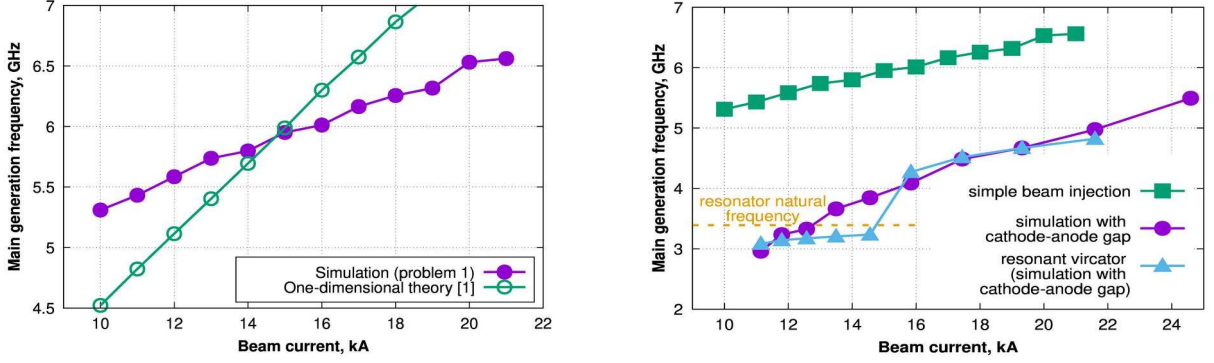 Main generation frequency, GHz
7
6.5
6
5.5
5
4.5
Simulation (problem 1)
One-dimensional theory [1]
10 12 14 16 18 20 22
Beam current, kA
Main generation frequency, GHz
7
6
5
4
3
2
resonator natural
frequency
simple beam injection
simulation with
cathode-anode gap
resonant vircator
(simulation with
cathode-anode gap)
10 12 14 16 18 20 22 24
Beam current, kA